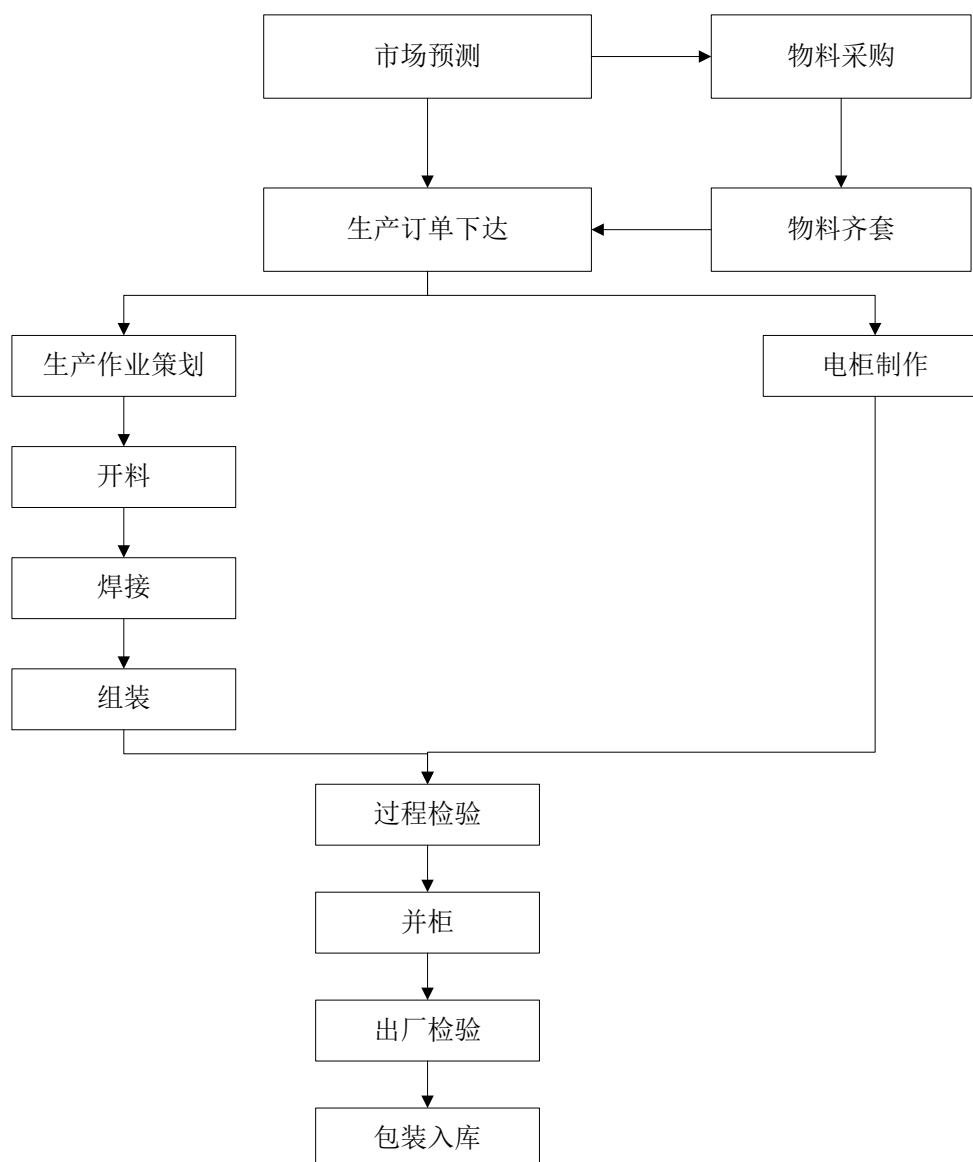 市场预测
物料采购
生产订单下达
物料齐套
生产作业策划
电柜制作
开料
焊接
组装
过程检验
并柜
出厂检验
包装入库